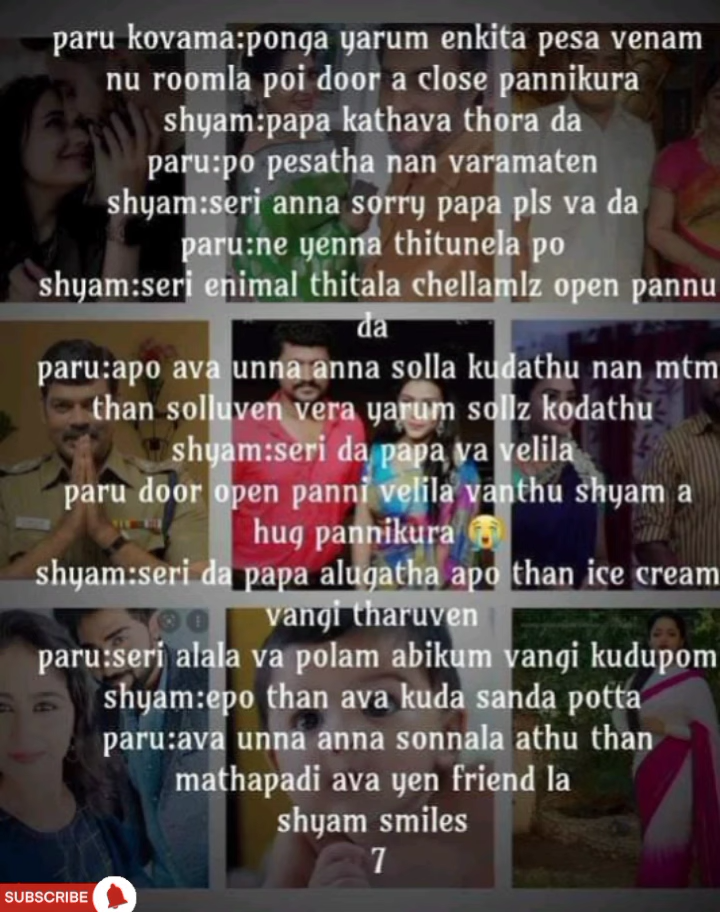 paru kovama:ponga yarum enkita pesa venam
nu roomla poi door a close pannikura
shyam:papa kathava thora da
paru:po pesatha nan varamaten
shyam:seri anna sorry papa pls va da
paru:ne yenna thitunela po
shyam:seri enimal thitala chellamlz open pannu
da
paru:apo ava unna anna solla kudathu nan mtm
than solluven vera yarum sollz kodathu
shyam:seri da papa va velila
paru door open panni velila vanthu shyam a
hug pannikura 😭
shyam:seri da papa alugatha apo than ice cream
vangi tharuven
paru:seri alala va polam abikum vangi kudupom
shyam:epo than ava kuda sanda potta
paru:ava unna anna sonnala athu than
mathapadi ava yen friend la
shyam smiles
7
SUBSCRIBE